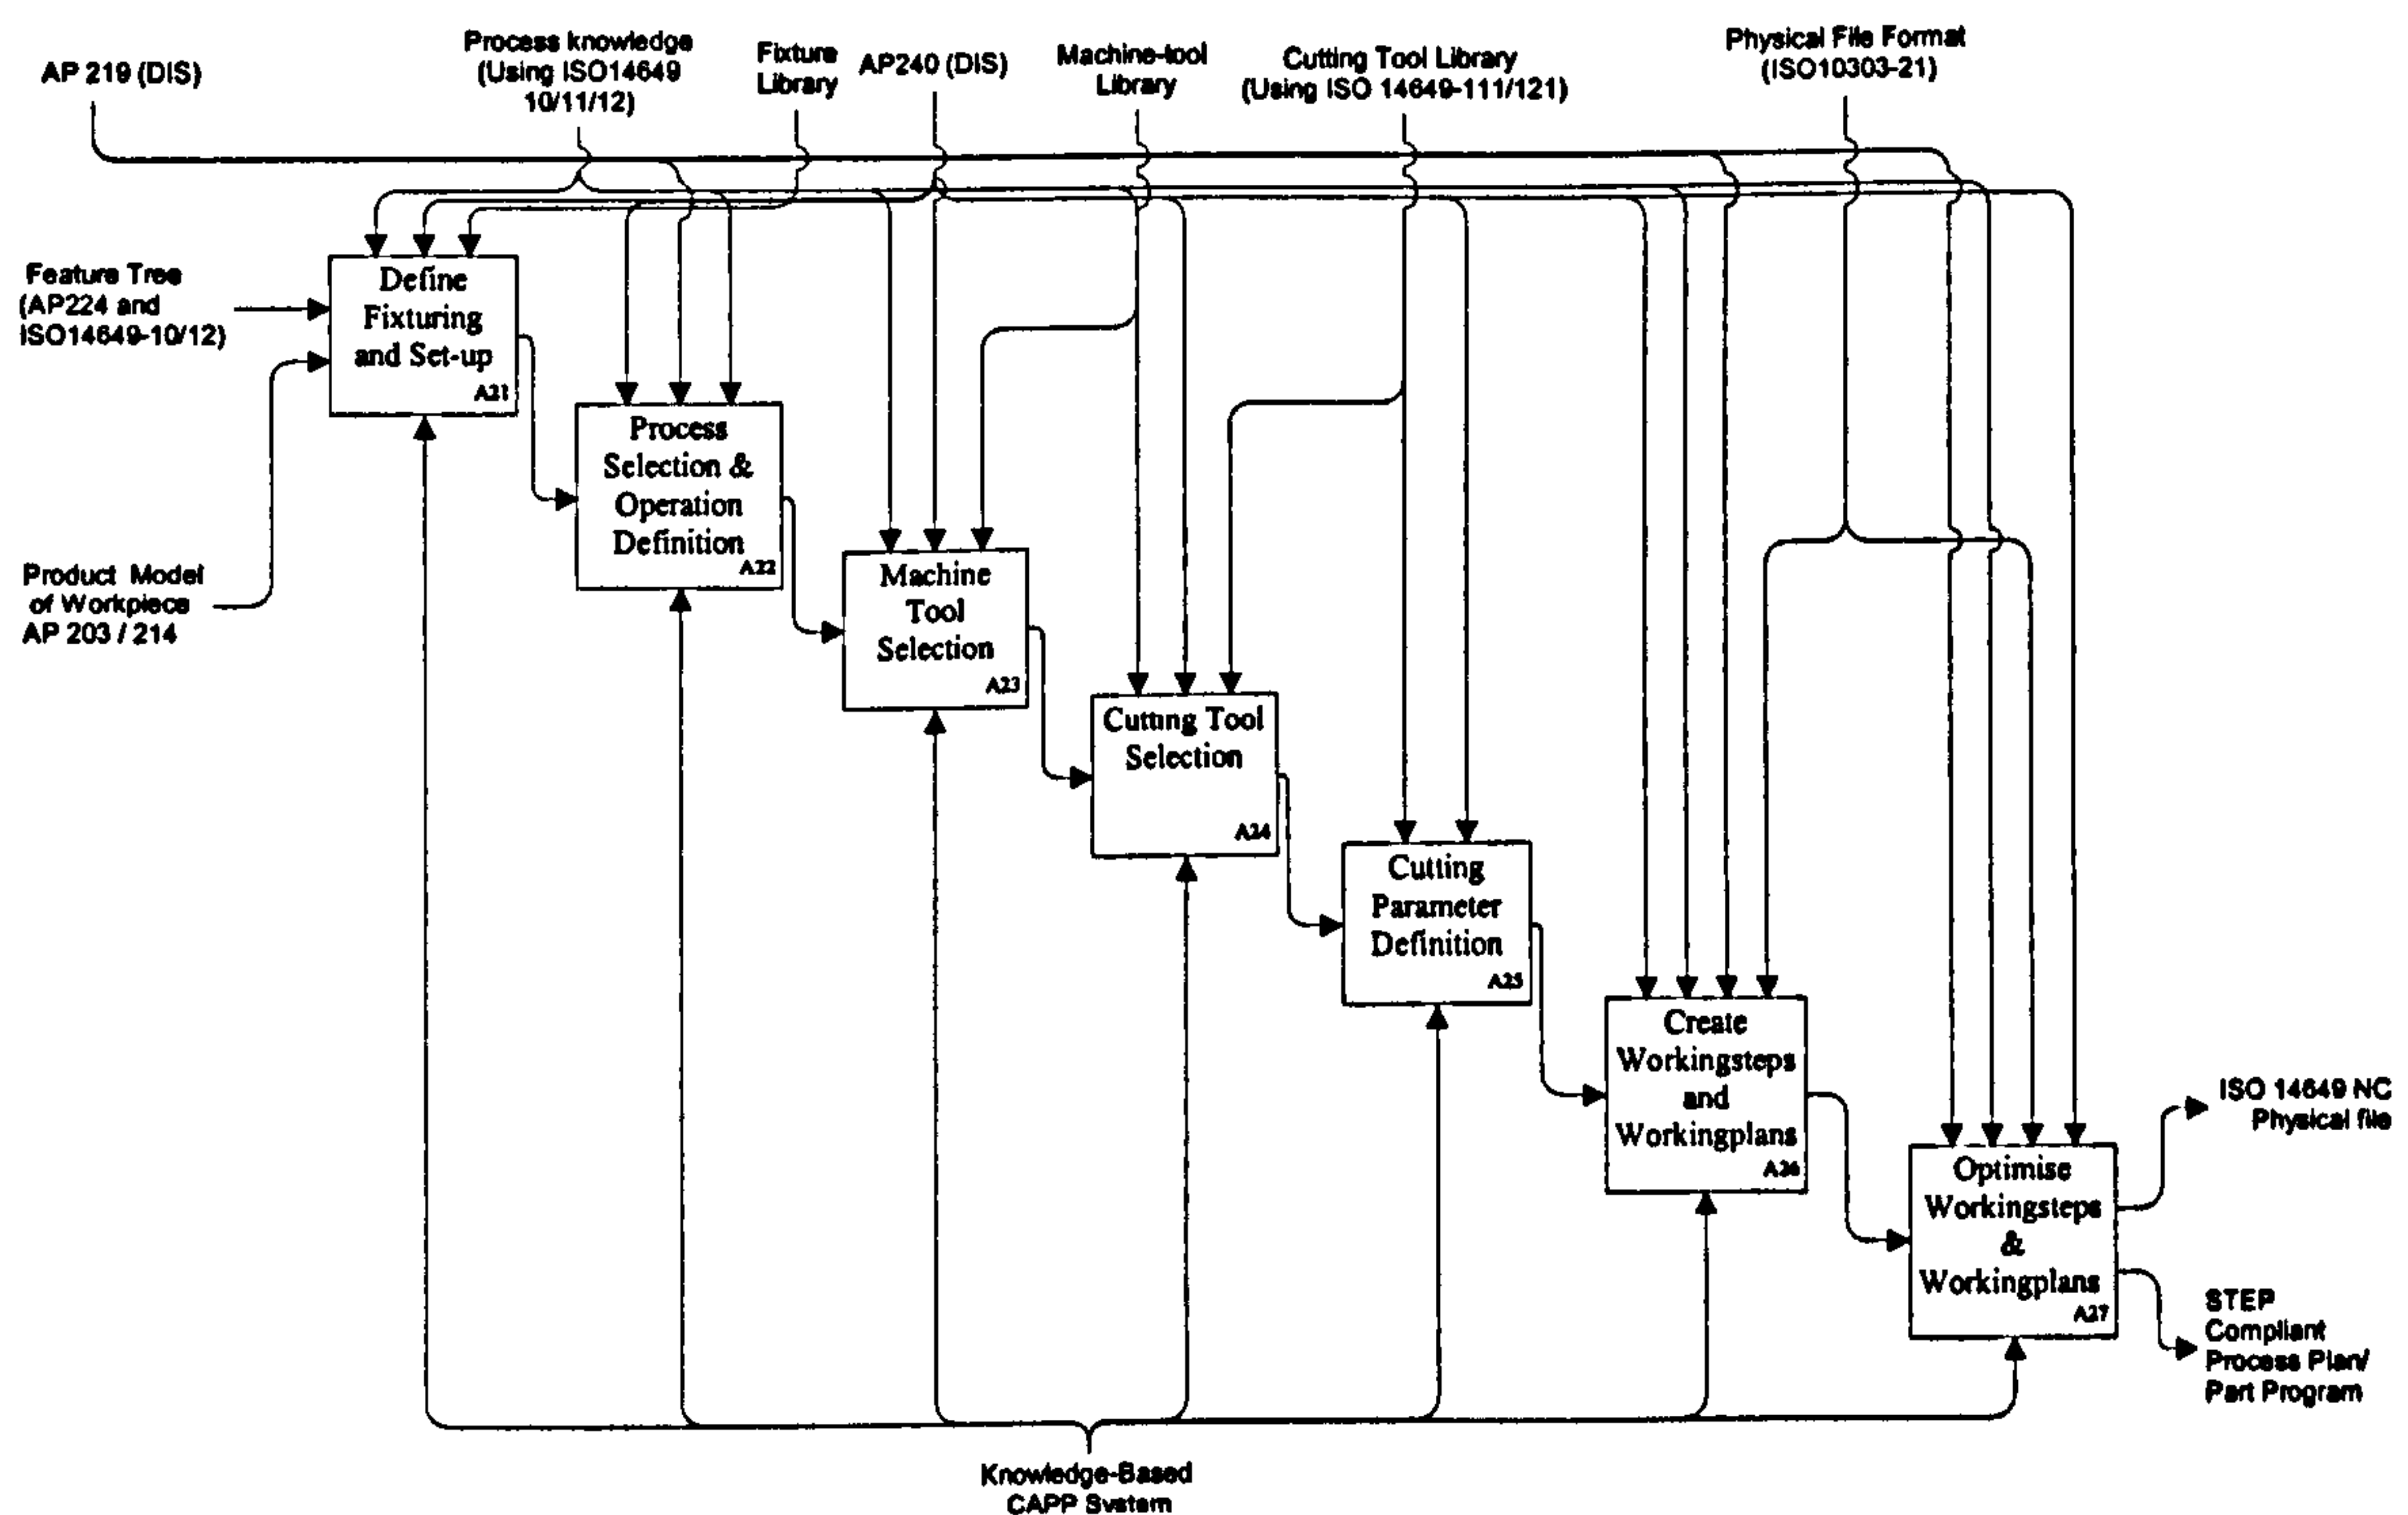 AP 219 (DIS)
Process knowledge
(Using ISO14649
10/11/12)
Fixture
Library
AP240 (DIS)
Machine-tool
Library
Cutting Tool Library
(Using ISO 14649-111/121)
Physical File Format
(ISO10303-21)
Feature Tree
(AP224 and
ISO14649-10/12)
Product Model
of Workpiece
AP 203 / 214
Define
Fixturing
and Set-up
A21
Process
Selection &
Operation
Definition
A22
Machine
Tool
Selection
A23
Cutting Tool
Selection
A24
Cutting
Parameter
Definition
A25
Create
Workingsteps
and
Workingplans
A26
Optimise
Workingsteps
&
Workingplans
A27
ISO 14649 NC
Physical file
STEP
Compliant
Process Plan/
Part Program
Knowledge-Based
CAPP System